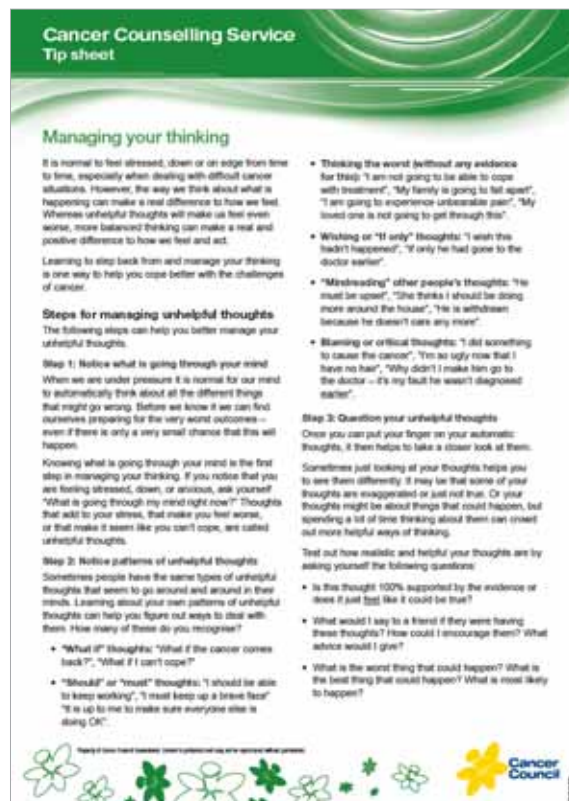 Cancer Counselling Service
Tip sheet
Managing your thinking
It is normal to feel stressed, down or on edge from time
to time, especially when dealing with difficult cancer
situations. However, the way we think about what is
happening can make a real difference to how we feel.
Whereas unhelpful thoughts will make us feel even
worse, more balanced thinking can make a real and
positive difference to how we feel and act.
Learning to step back from and manage your thinking
is one way to help you cope better with the challenges
of cancer.
Steps for managing unhelpful thoughts
The following steps can help you better manage your
unhelpful thoughts.
Step 1: Notice what is going through your mind
When we are under pressure it is normal for our mind
to automatically think about all the different things
that might go wrong. Before we know it we can find
ourselves preparing for the very worst outcomes –
even if there is only a very small chance that this will
happen.
Knowing what is going through your mind is the first
step in managing your thinking. If you notice that you
are feeling stressed, down, or anxious, ask yourself
"What is going through my mind right now?" Thoughts
that add to your stress, that make you feel worse,
or that make it seem like you can't cope, are called
unhelpful thoughts.
Step 2: Notice patterns of unhelpful thoughts
Sometimes people have the same types of unhelpful
thoughts that seem to go around and around in their
minds. Learning about your own patterns of unhelpful
thoughts can help you figure out ways to deal with
them. How many of these do you recognise?
• "What if" thoughts: "What if the cancer comes
back?", "What if I can't cope?"
• "Should" or "must" thoughts: "I should be able
to keep working", "I must keep up a brave face"
"It is up to me to make sure everyone else is
doing OK".
• Thinking the worst (without any evidence
for this): "I am not going to be able to cope
with treatment", "My family is going to fall apart",
"I am going to experience unbearable pain", "My
loved one is not going to get through this".
• Wishing or "If only" thoughts: "I wish this
hadn't happened", "If only he had gone to the
doctor earlier".
• "Mindreading" other people's thoughts: "He
must be upset", "She thinks I should be doing
more around the house", "He is withdrawn
because he doesn't care any more".
• Blaming or critical thoughts: "I did something
to cause the cancer", "I'm so ugly now that I
have no hair", "Why didn't I make him go to
the doctor – it's my fault he wasn't diagnosed
earlier".
Step 3: Question your unhelpful thoughts
Once you can put your finger on your automatic
thoughts, it then helps to take a closer look at them.
Sometimes just looking at your thoughts helps you
to see them differently. It may be that some of your
thoughts are exaggerated or just not true. Or your
thoughts might be about things that could happen, but
spending a lot of time thinking about them can crowd
out more helpful ways of thinking.
Test out how realistic and helpful your thoughts are by
asking yourself the following questions:
• Is this thought 100% supported by the evidence or
does it just feel like it could be true?
• What would I say to a friend if they were having
these thoughts? How could I encourage them? What
advice would I give?
• What is the worst thing that could happen? What is
the best thing that could happen? What is most likely
to happen?
Cancer
Council